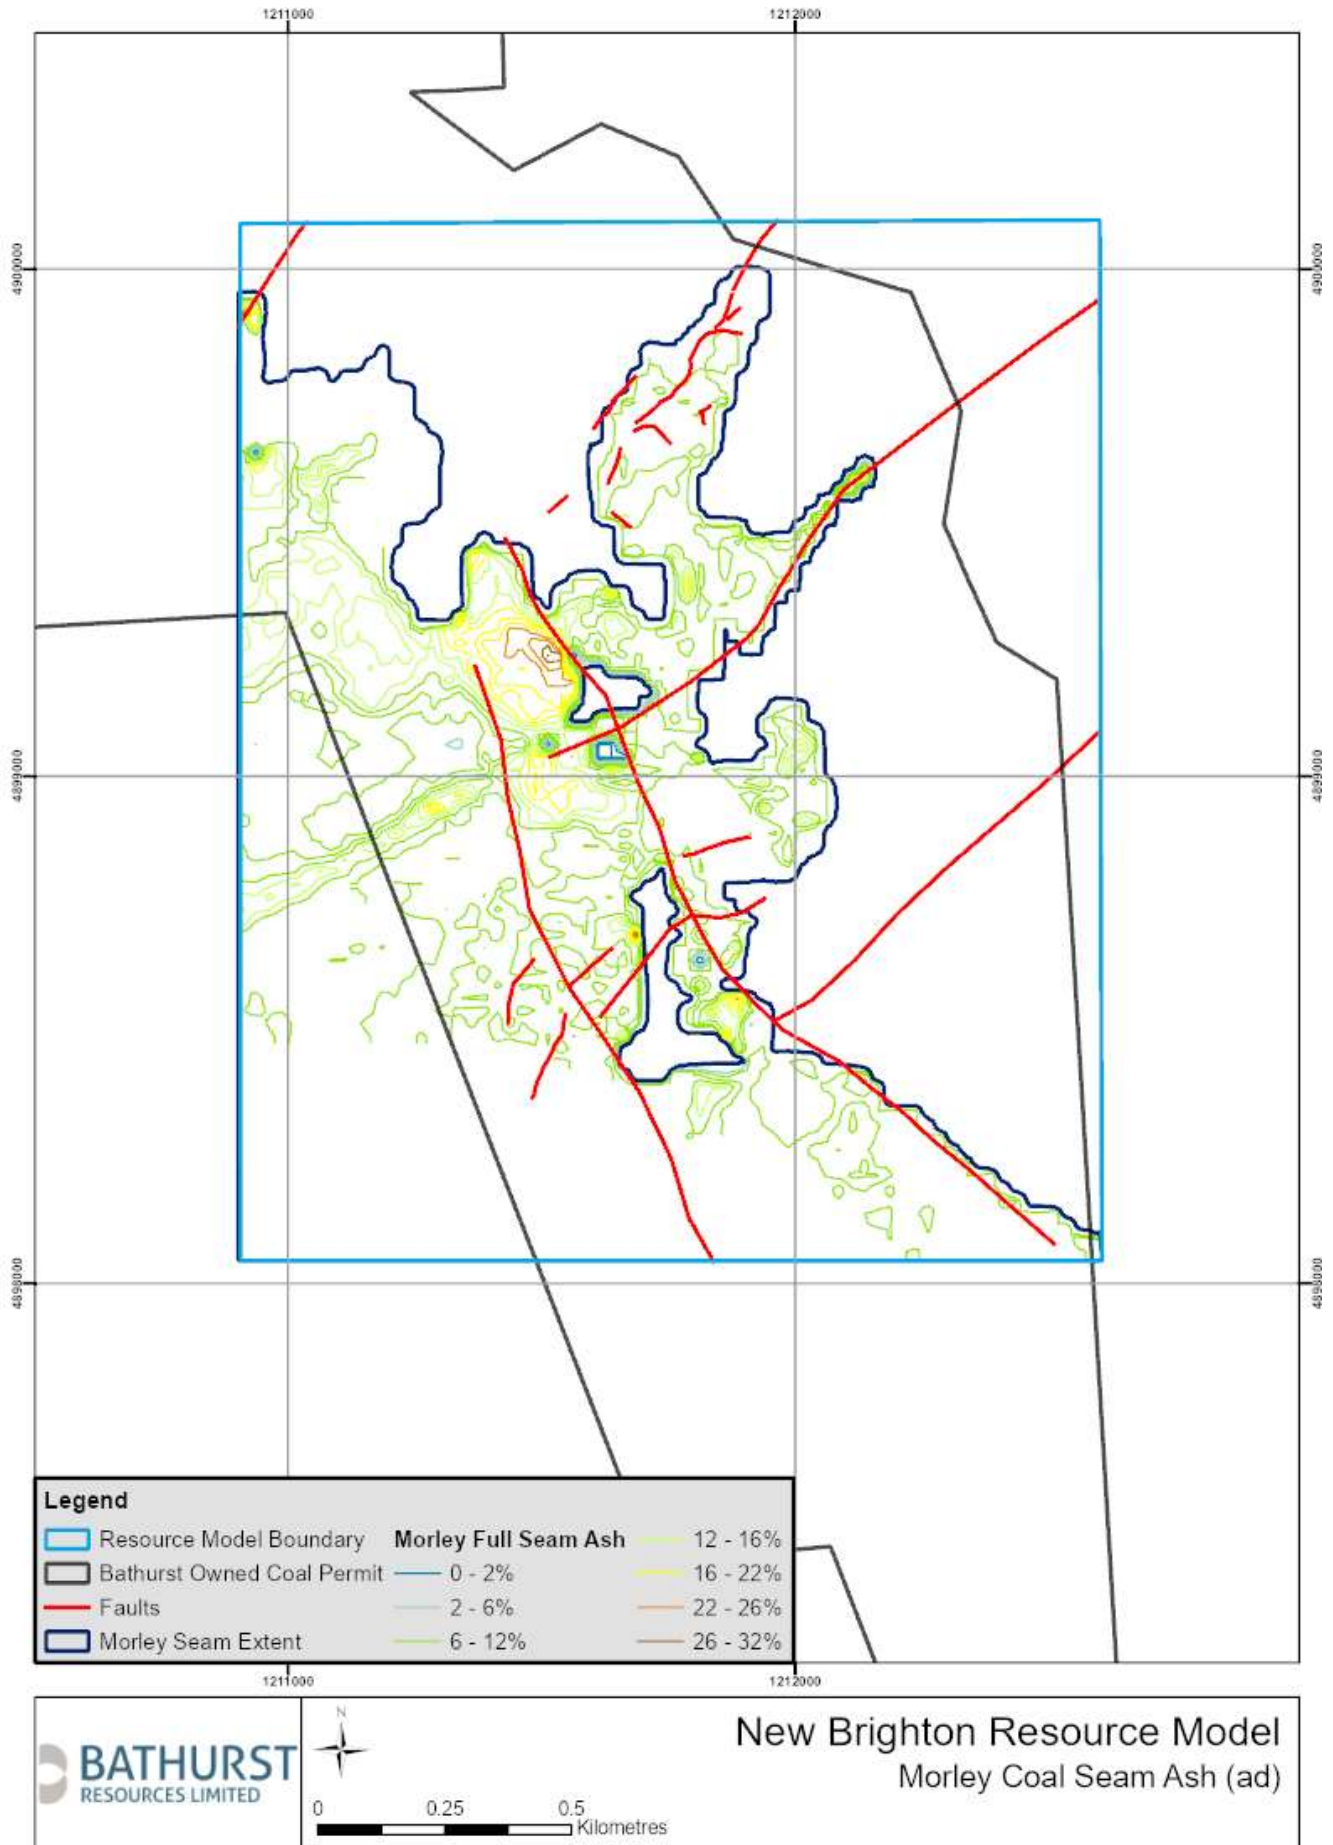 1211000 1212000
4900000 4900000
4899000 4899000
4898000 4898000
Legend
Resource Model Boundary
Bathurst Owned Coal Permit
Faults
Morley Seam Extent
Morley Full Seam Ash
0 - 2%
2 - 6%
6 - 12%
12 - 16%
16 - 22%
22 - 26%
26 - 32%
1211000 1212000
BATHURST
RESOURCES LIMITED
N
0 0.25 0.5
Kilometres
New Brighton Resource Model
Morley Coal Seam Ash (ad)